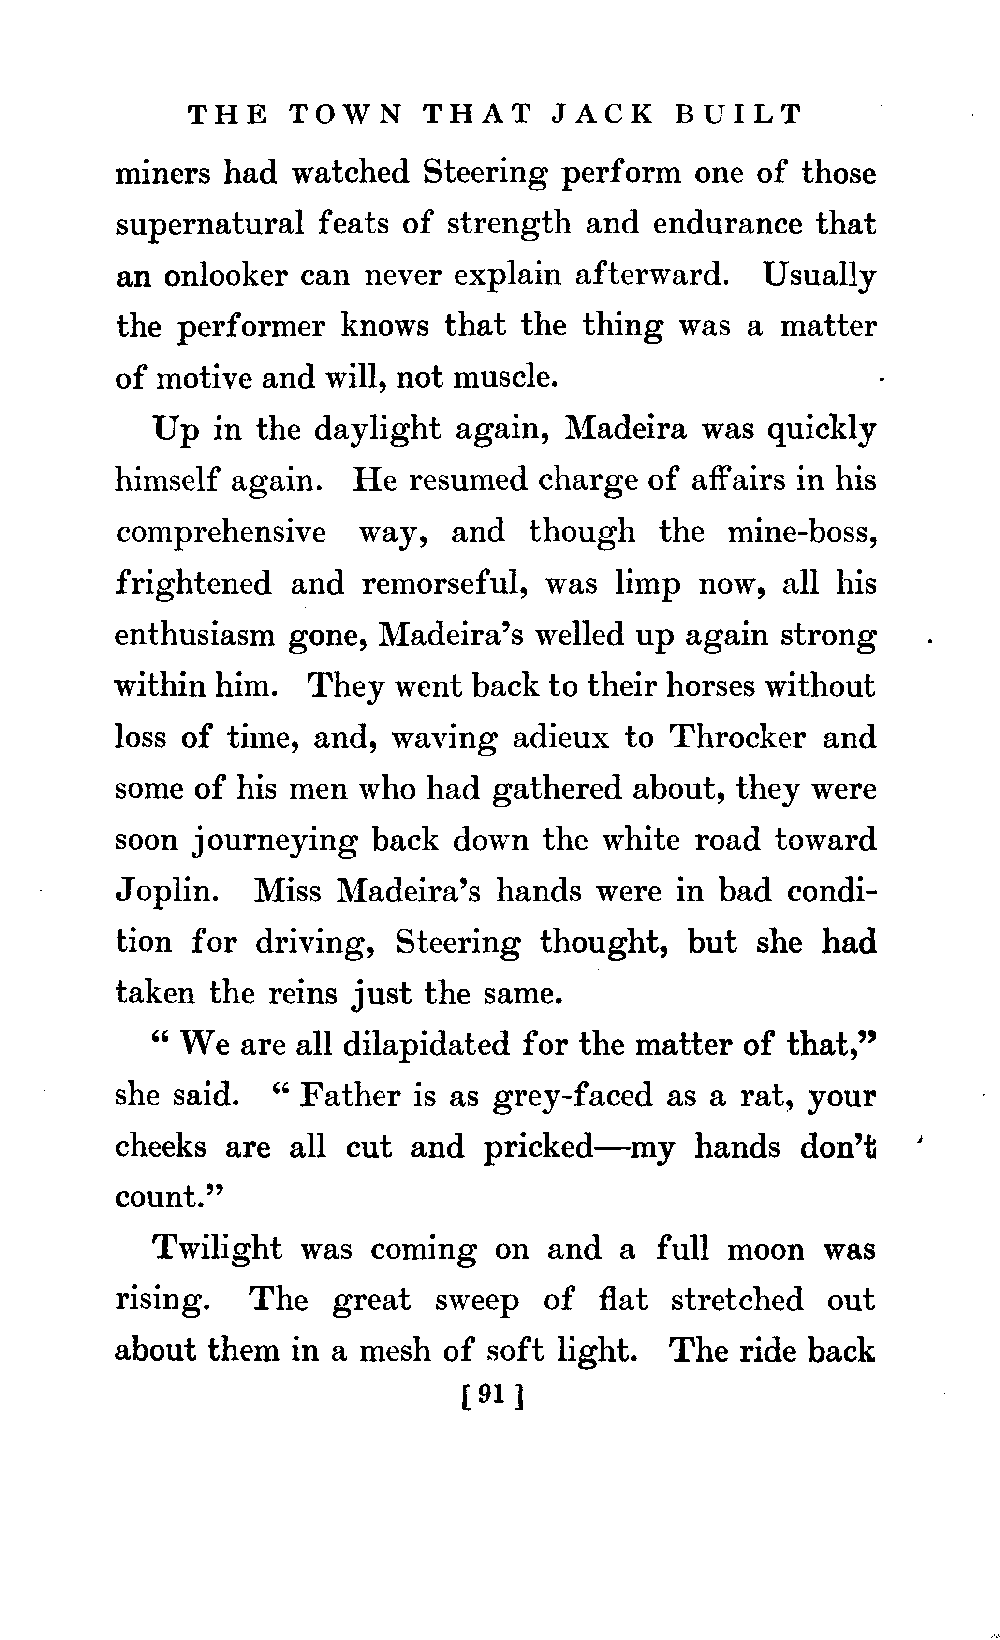 THE TOWN THAT JACK BUILT
miners had watched Steering perform one of those
supernatural feats of strength and endurance that
an onlooker can never explain afterward. Usually
the performer knows that the thing was a matter
of motive and will, not muscle.
Up in the daylight again, Madeira was quickly
himself again. He resumed charge of affairs in his
comprehensive way, and though the mine-boss,
frightened and remorseful, was limp now, all his
enthusiasm gone, Madeira's welled up again strong
within him. They went back to their horses without
loss of time, and, waving adieux to Throcker and
some of his men who had gathered about, they were
soon journeying back down the white road toward
Joplin. Miss Madeira's hands were in bad condi-
tion for driving, Steering thought, but she had
taken the reins just the same.
"We are all dilapidated for the matter of that,"
she said. "Father is as grey-faced as a rat, your
cheeks are all cut and pricked—my hands don't
count."
Twilight was coming on and a full moon was
rising. The great sweep of flat stretched out
about them in a mesh of soft light. The ride back
[91]